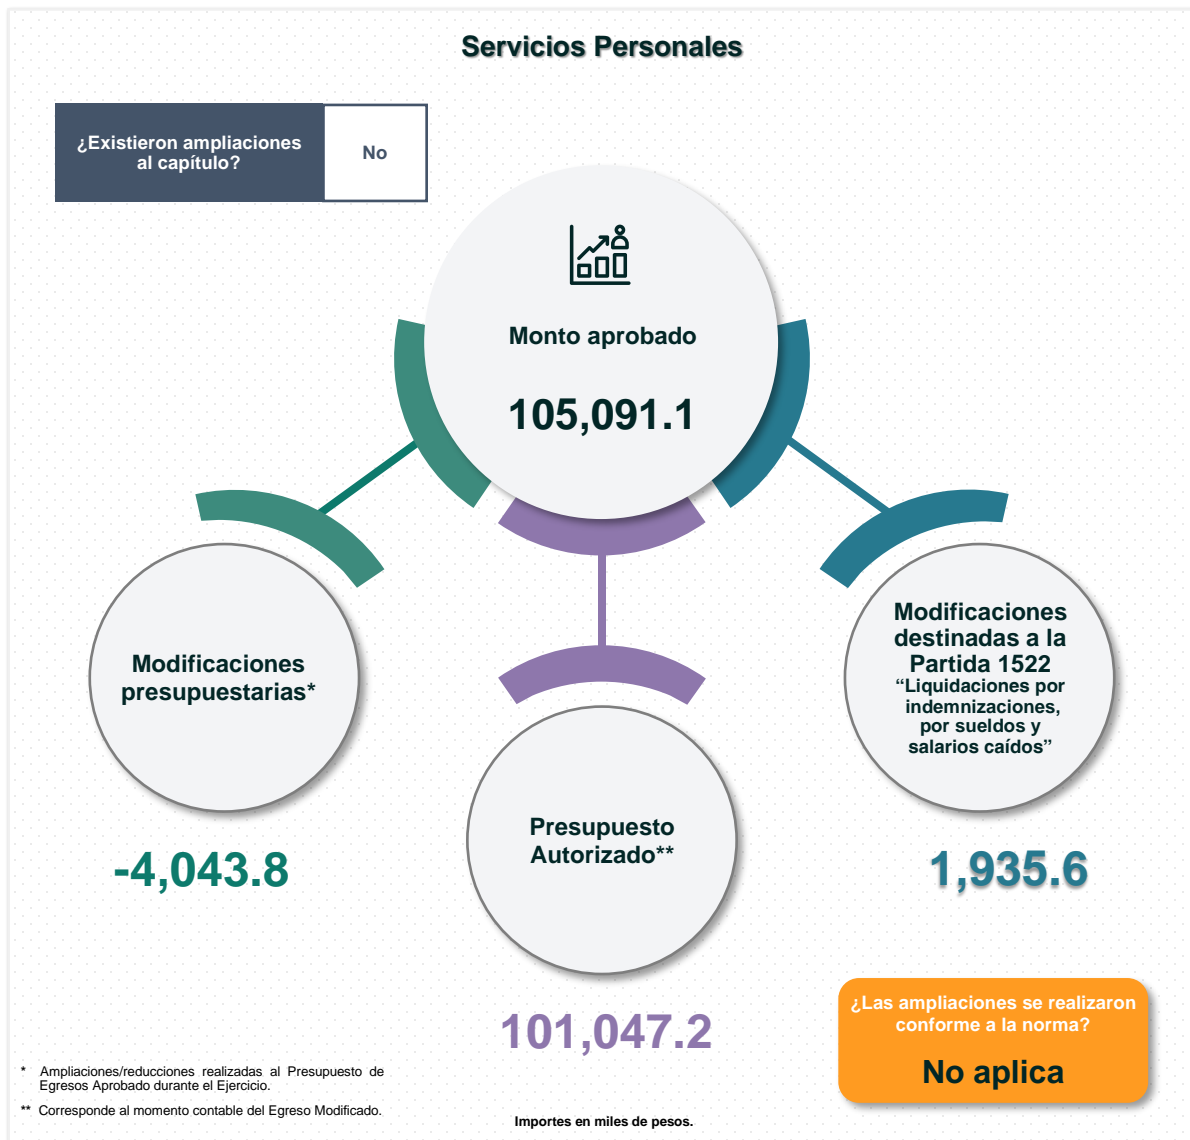 Servicios Personales
¿Existieron ampliaciones
al capítulo?
No
Monto aprobado
105,091.1
Modificaciones
presupuestarias*
-4,043.8
Presupuesto
Autorizado**
101,047.2
Modificaciones
destinadas a la
Partida 1522
“Liquidaciones por
indemnizaciones,
por sueldos y
salarios caídos”
1,935.6
¿Las ampliaciones se realizaron
conforme a la norma?
No aplica
* Ampliaciones/reducciones realizadas al Presupuesto de
Egresos Aprobado durante el Ejercicio.
** Corresponde al momento contable del Egreso Modificado.
Importes en miles de pesos.